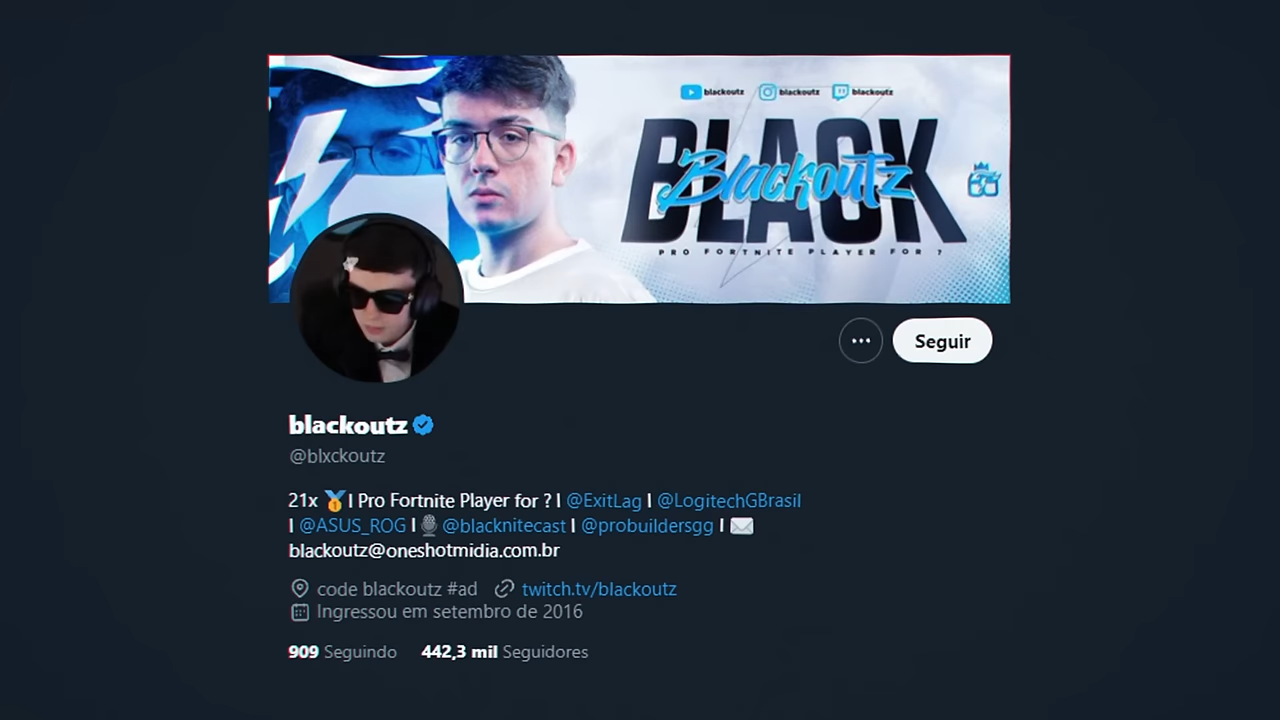 blackoutz blackoutz blackoutz
BLACK
Blackoutz
PRO FORTNITE PLAYER FOR ?
Seguir
blackoutz
@blxckoutz
21x 🥇 | Pro Fortnite Player for ? | @ExitLag | @LogitechGBrasil
| @ASUS_ROG | 🎙️ @blacknitecast | @probuildersgg | ✉️
blackoutz@oneshotmidia.com.br
code blackoutz #ad twitch.tv/blackoutz
Ingressou em setembro de 2016
909 Seguindo 442,3 mil Seguidores